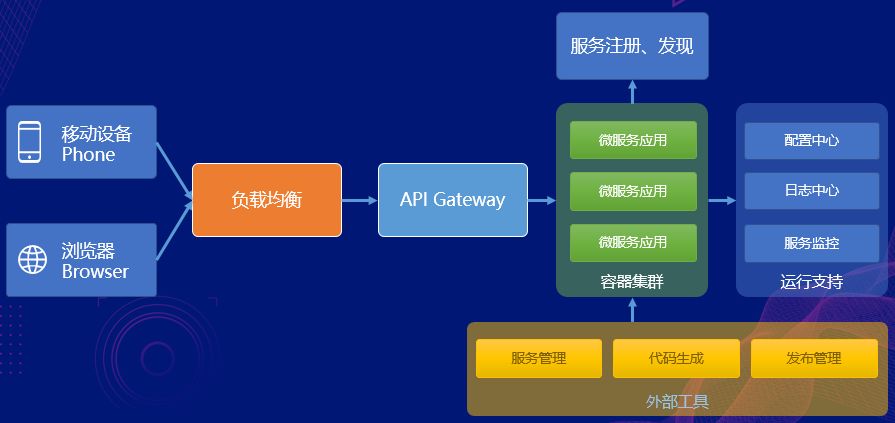 服务注册、发现
移动设备
Phone
浏览器
Browser
负载均衡
API Gateway
微服务应用
微服务应用
微服务应用
容器集群
配置中心
日志中心
服务监控
运行支持
服务管理
代码生成
发布管理
外部工具